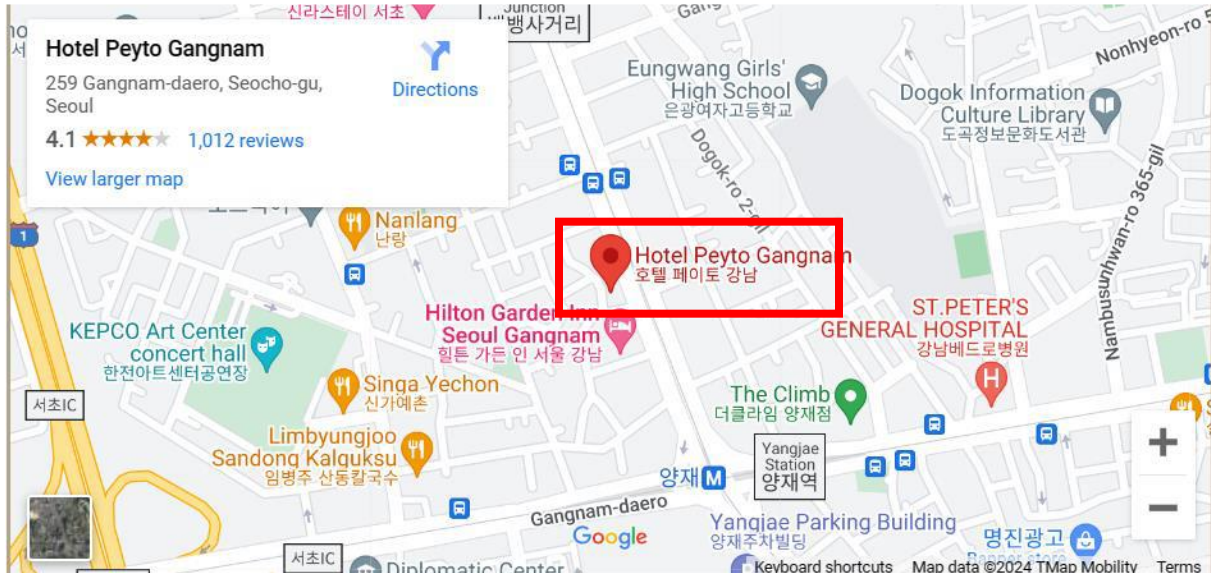 신라스테이 서초
Junction
뱅뱅사거리
Gang
Nonhyeon-ro 5
Hotel Peyto Gangnam
259 Gangnam-daero, Seocho-gu,
Seoul
4.1
1,012 reviews
View larger map
Directions
Eungwang Girls'
High School
은광여자고등학교
Dogok Information
Culture Library
도곡정보문화도서관
Dogok-ro 2-gil
Nambusunhwan-ro 365-gil
1
Nanlang
난랑
Hotel Peyto Gangnam
호텔 페이토 강남
Hilton Garden Inn
Seoul Gangnam
힐튼 가든 인 서울 강남
ST.PETER'S
GENERAL HOSPITAL
강남베드로병원
H
KEPCO Art Center
concert hall
한전아트센터공연장
Singa Yechon
신가예촌
The Climb
더클라임 양재점
서초IC
Limbyungjoo
Sandong Kalguksu
임병주 산동칼국수
양재 M
Yangjae
Station
양재역
+
−
Gangnam-daero
Google
Yangjae Parking Building
양재주차빌딩
명진광고
Banner store
서초IC
Diplomatic Center
Keyboard shortcuts
Map data ©2024 TMap Mobility
Terms